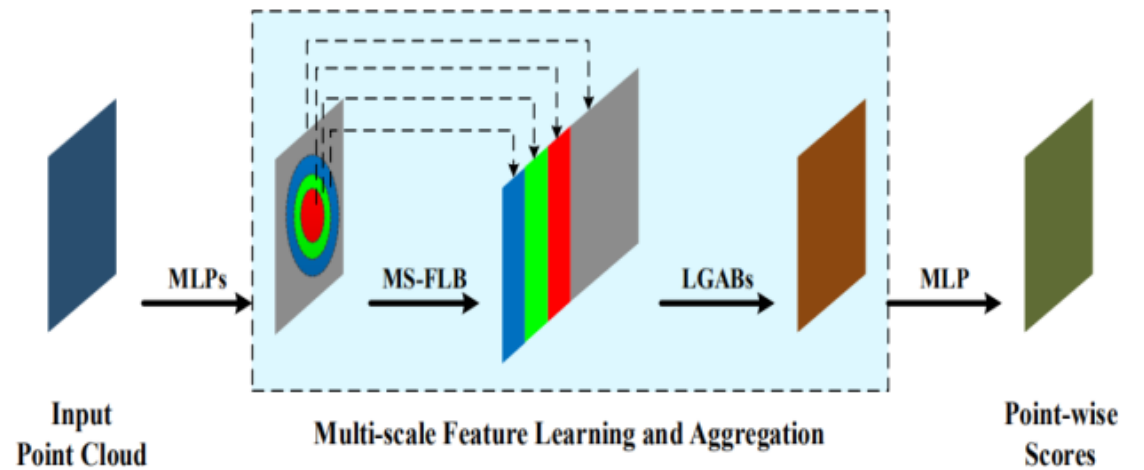 MLPs
MS-FLB
LGABs
MLP
Input
Point Cloud
Multi-scale Feature Learning and Aggregation
Point-wise
Scores